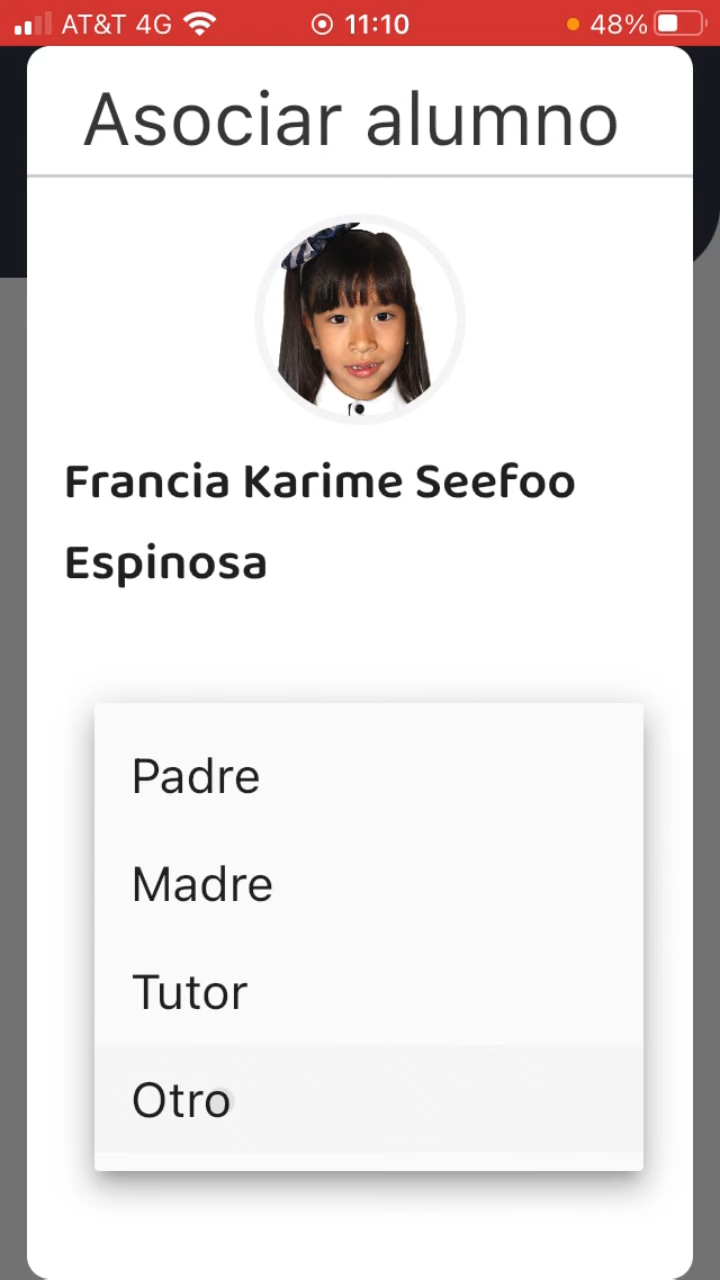 AT&T 4G 11:10 48%
Asociar alumno
Francia Karime Seefoo
Espinosa
Padre
Madre
Tutor
Otro